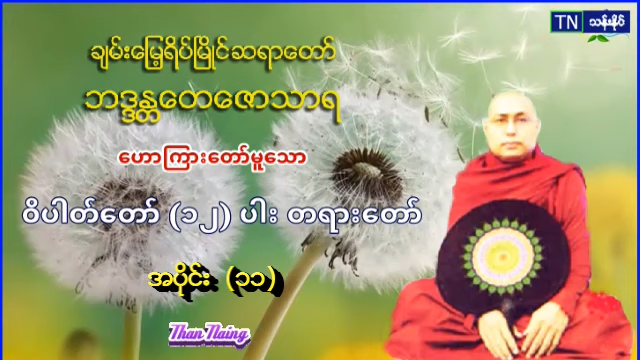 TN သန်းနိုင်
ချမ်းမြေ့ရိပ်မြိုင်ဆရာတော်
ဘဒ္ဒန္တတေဇောသာရ
ဟောကြားတော်မူသော
ဝိပါတ်တော် (၁၂) ပါး တရားတော်
အပိုင်း (၁၁)
Than Naing